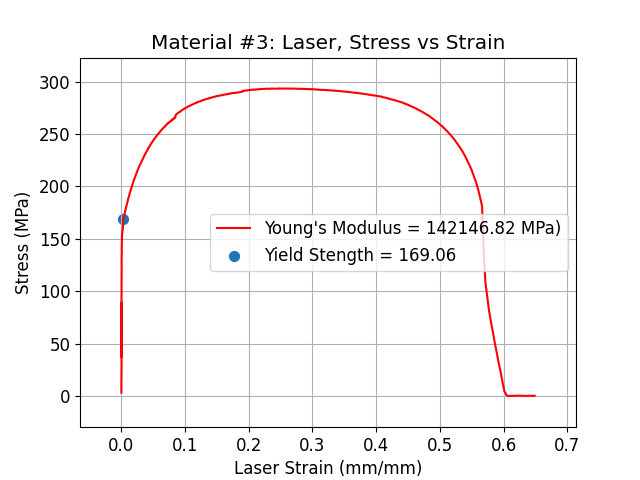 Material #3: Laser, Stress vs Strain
Stress (MPa)
300
250
200
150
100
50
0
Young's Modulus = 142146.82 MPa)
Yield Stength = 169.06
0.0 0.1 0.2 0.3 0.4 0.5 0.6 0.7
Laser Strain (mm/mm)